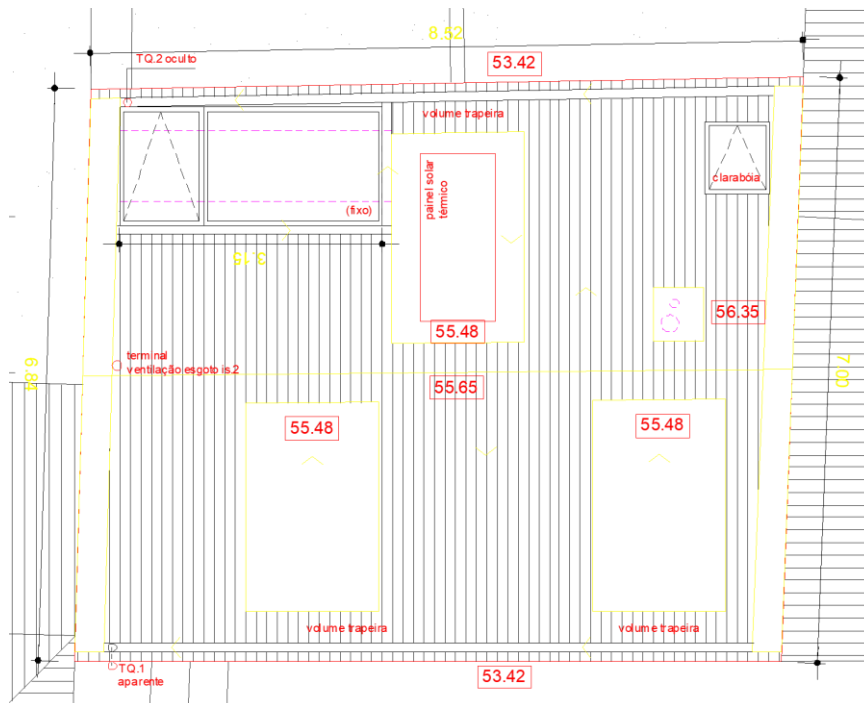 8.52
TQ.2 oculto
53.42
volume trapeira
painel solar
térmico
clarabóia
(fixo)
3.15
56.35
55.48
terminal
ventilação esgoto is.2
6.84
55.65
7.00
55.48
55.48
volume trapeira
volume trapeira
TQ.1
aparente
53.42